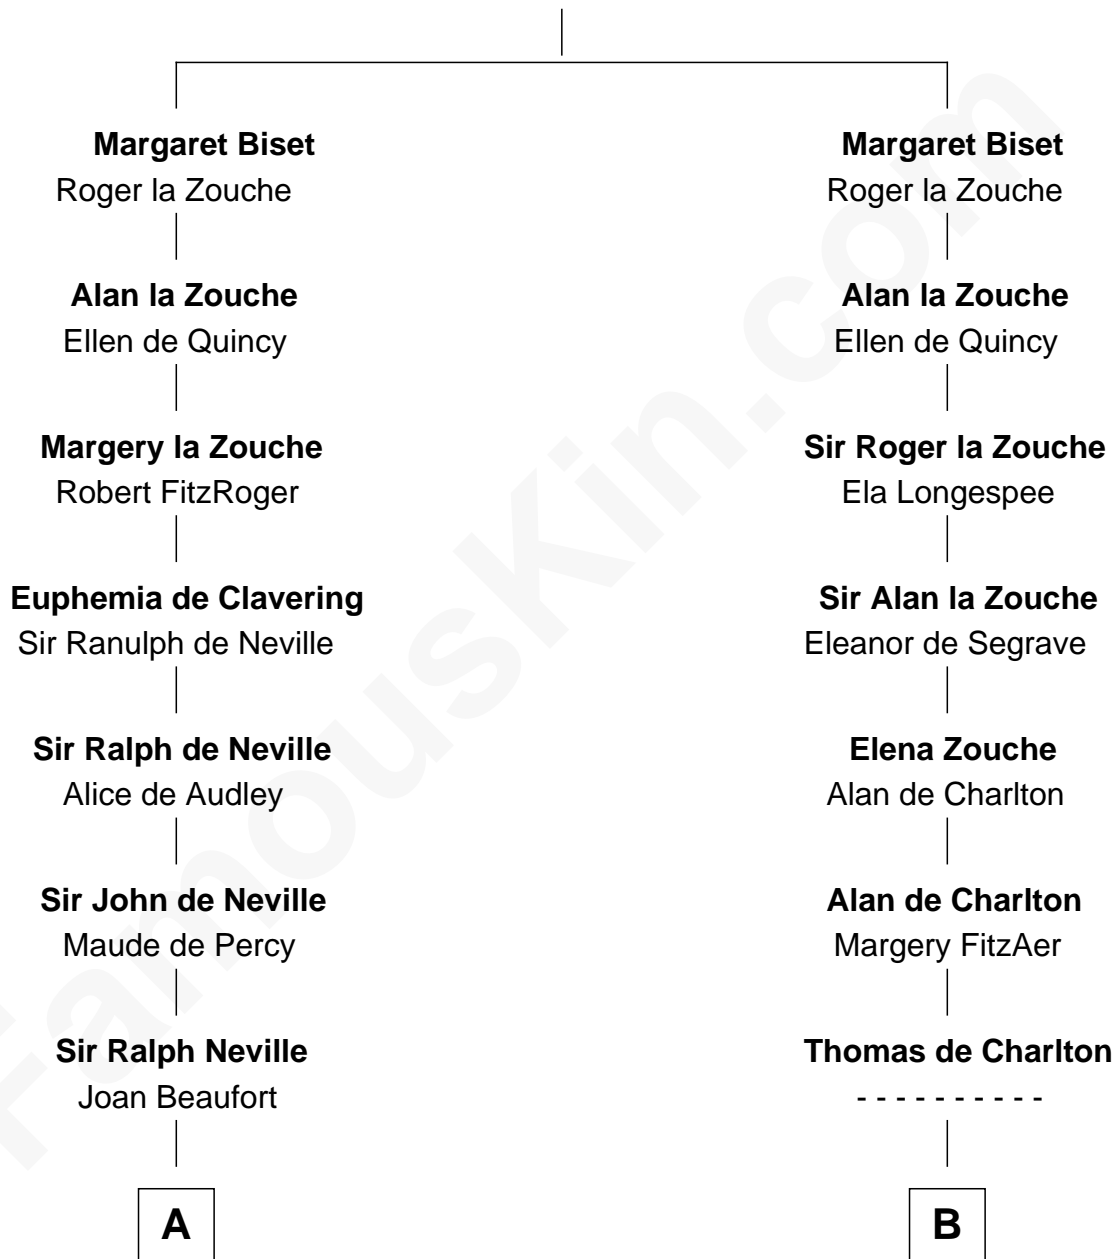 Margaret Biset Margaret Biset
Roger la Zouche Roger la Zouche
Alan la Zouche Alan la Zouche
Ellen de Quincy Ellen de Quincy
Margery la Zouche Sir Roger la Zouche
Robert FitzRoger Ela Longespee
Euphemia de Clavering Sir Alan la Zouche
Sir Ranulph de Neville Eleanor de Segrave
Sir Ralph de Neville Elena Zouche
Alice de Audley Alan de Charlton
Sir John de Neville Alan de Charlton
Maude de Percy Margery FitzAer
Sir Ralph Neville Thomas de Charlton
Joan Beaufort - - - - - - - - - -
A B
FamousKin.com